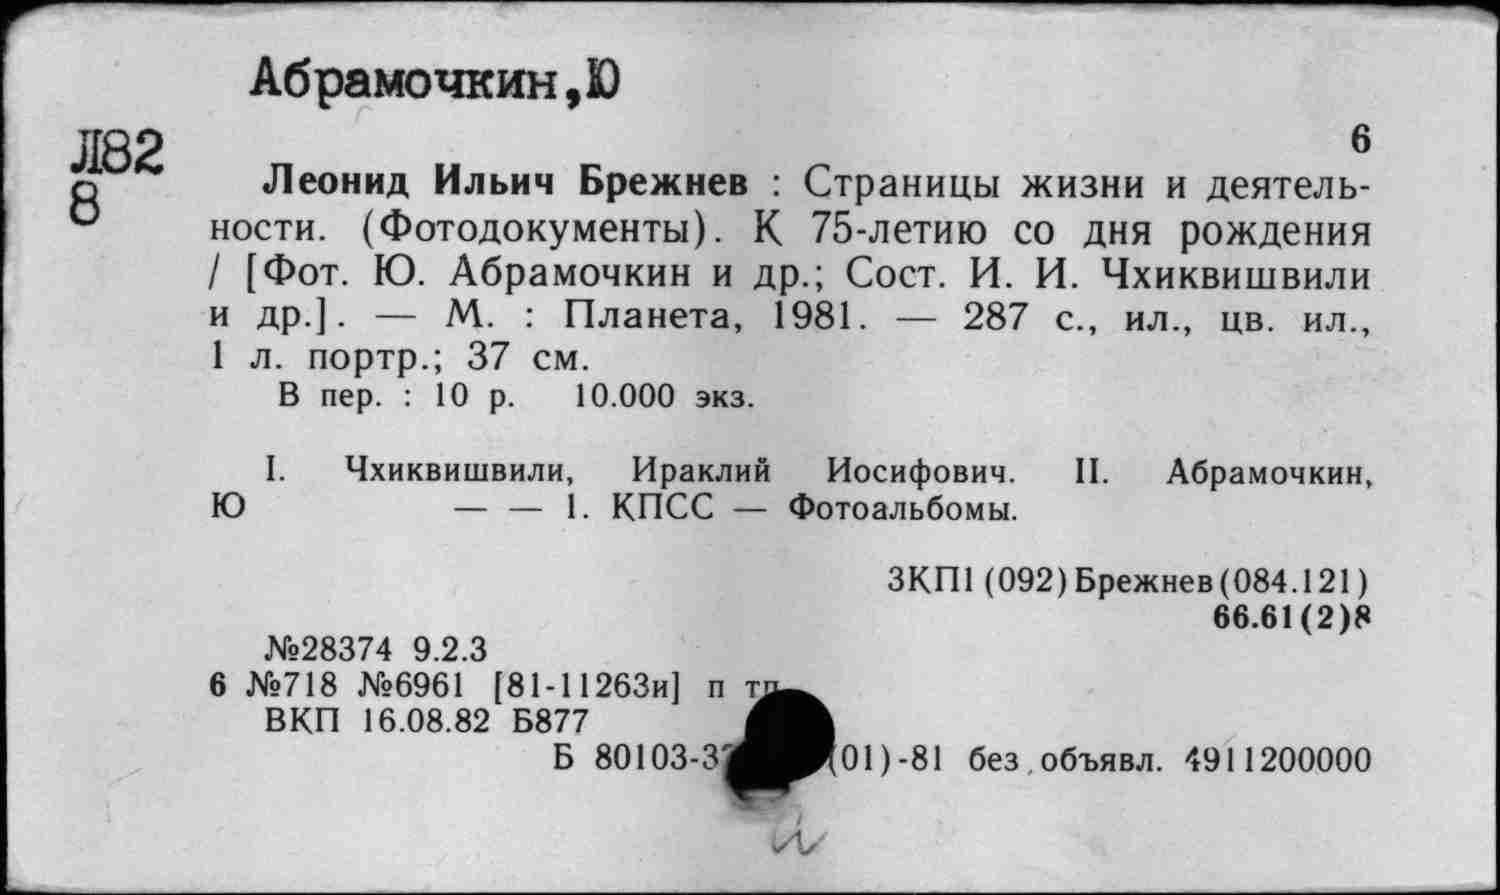 Абрамочкин,Ю
Л82
8
6
Леонид Ильич Брежнев : Страницы жизни и деятель-
ности. (Фотодокументы). К 75-летию со дня рождения
/ [Фот. Ю. Абрамочкин и др.; Сост. И. И. Чхиквишвили
и др.]. — М. : Планета, 1981. — 287 с., ил., цв. ил.,
1 л. портр.; 37 см.
В пер. : 10 р. 10.000 экз.
I. Чхиквишвили, Ираклий Иосифович. II. Абрамочкин,
Ю — — 1. КПСС — Фотоальбомы.
3КП1(092)Брежнев(084.121)
66.61(2)8
№28374 9.2.3
6 №718 №6961 [81-11263и] п
ВКП 16.08.82 Б877
Б 80103-3 (01)-81 без.объявл. 4911200000